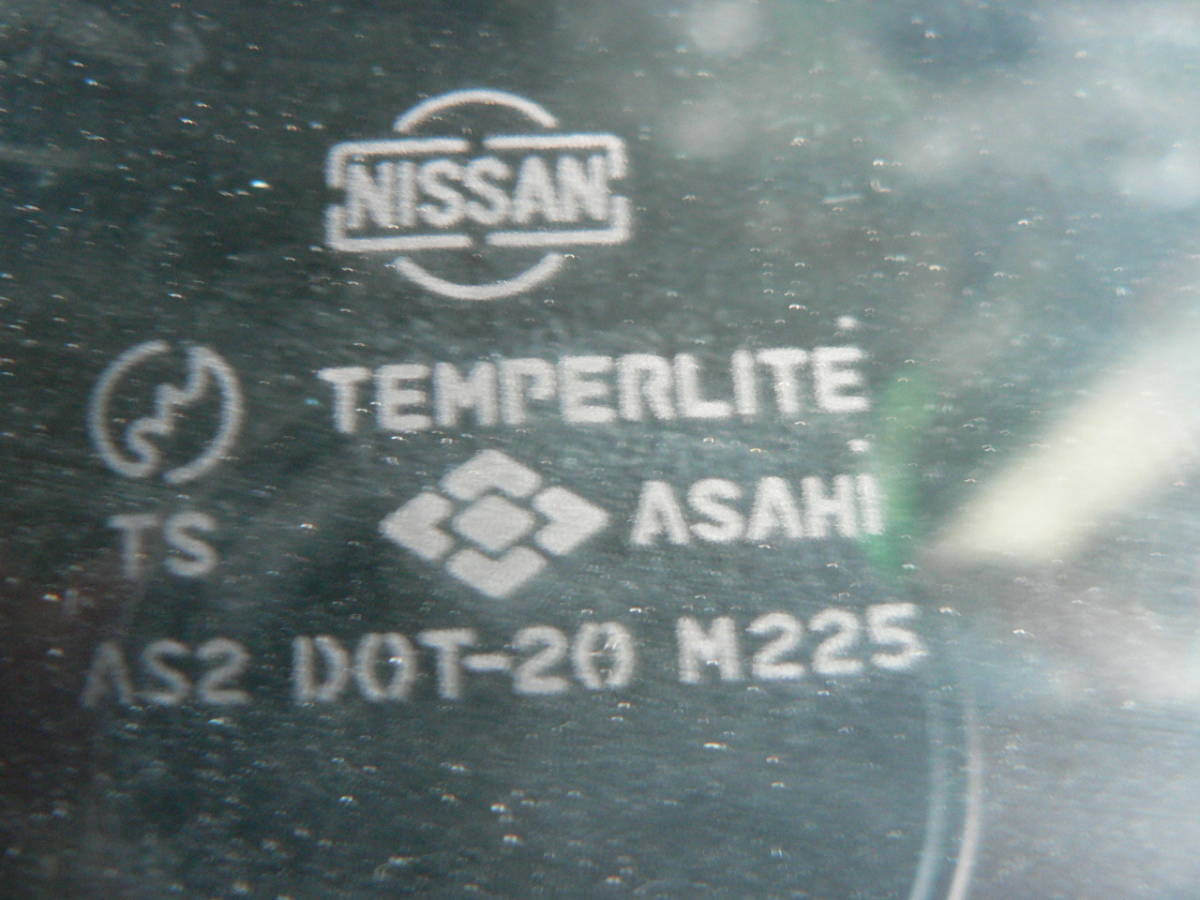 NISSAN
TEMPERLITE
TS
ASAHI
AS2 DOT-20 M225